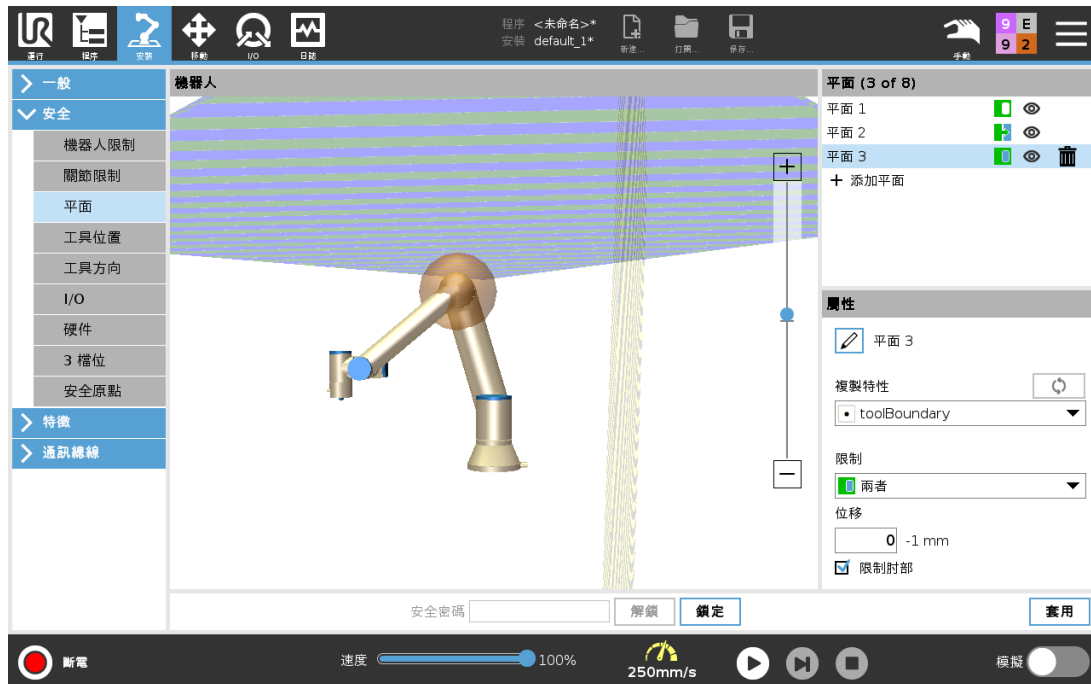 UR
運行
程序
安裝
移動
I/O
日誌
程序 <未命名>*
安裝 default_1*
新建...
打開...
保存...
手動
9 E
9 2
一般
安全
機器人限制
關節限制
平面
工具位置
工具方向
I/O
硬件
3 檔位
安全原點
特徵
通訊總線
機器人
平面 (3 of 8)
平面 1
平面 2
平面 3
+ 添加平面
屬性
平面 3
複製特性
toolBoundary
限制
兩者
位移
0 -1 mm
限制肘部
安全密碼
解鎖
鎖定
套用
斷電
速度
100%
250mm/s
模擬